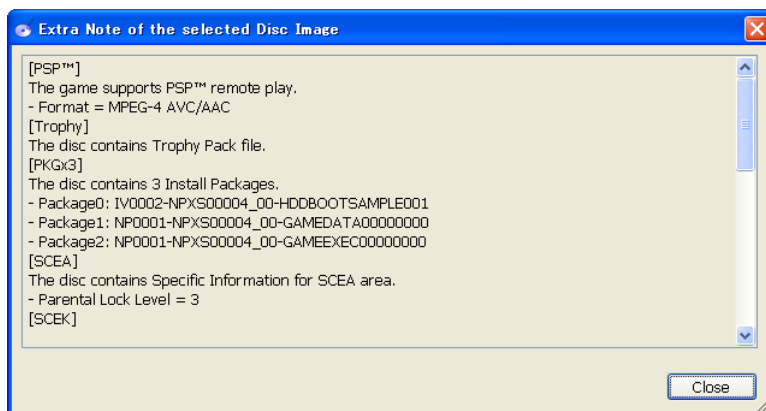 Extra Note of the selected Disc Image
[PSP™]
The game supports PSP™ remote play.
- Format = MPEG-4 AVC/AAC
[Trophy]
The disc contains Trophy Pack file.
[PKGx3]
The disc contains 3 Install Packages.
- Package0: IV0002-NPXS00004_00-HDDBOOTSAMPLE001
- Package1: NP0001-NPXS00004_00-GAMEDATA00000000
- Package2: NP0001-NPXS00004_00-GAMEEXEC00000000
[SCEA]
The disc contains Specific Information for SCEA area.
- Parental Lock Level = 3
[SCEK]
Close